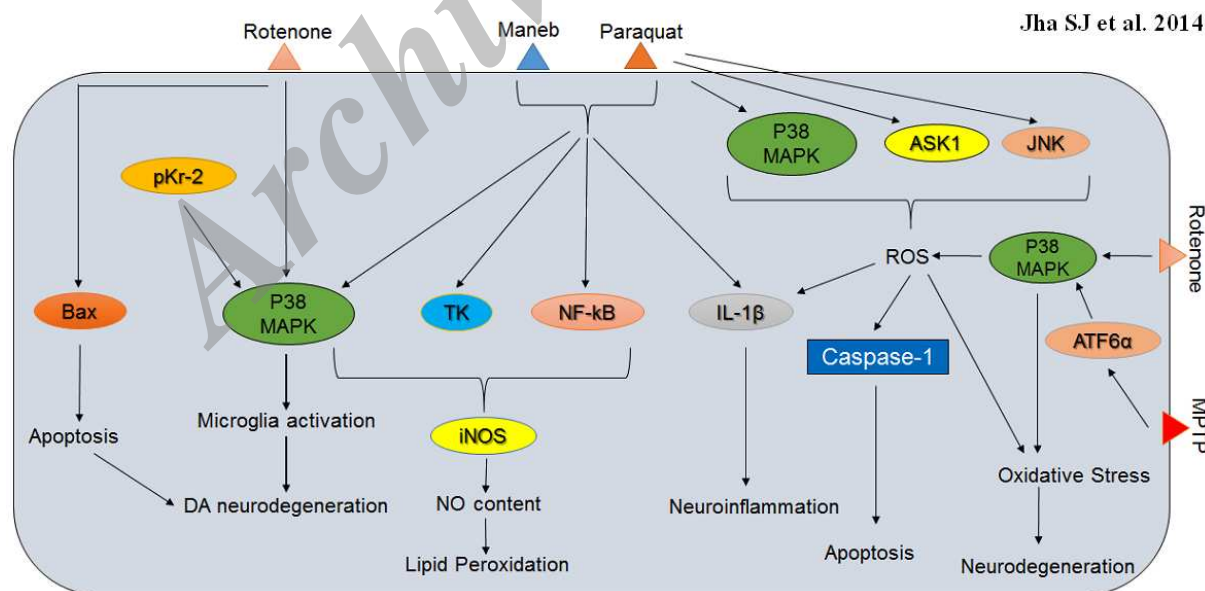 Jha SJ et al. 2014
Rotenone
Maneb
Paraquat
P38
MAPK
ASK1
JNK
pKr-2
ROS
P38
MAPK
Rotenone
Bax
P38
MAPK
TK
NF-kB
IL-1β
ATF6α
Caspase-1
MPTP
Apoptosis
Microglia activation
iNOS
Oxidative Stress
DA neurodegeneration
NO content
Neuroinflammation
Lipid Peroxidation
Apoptosis
Neurodegeneration
Archiv